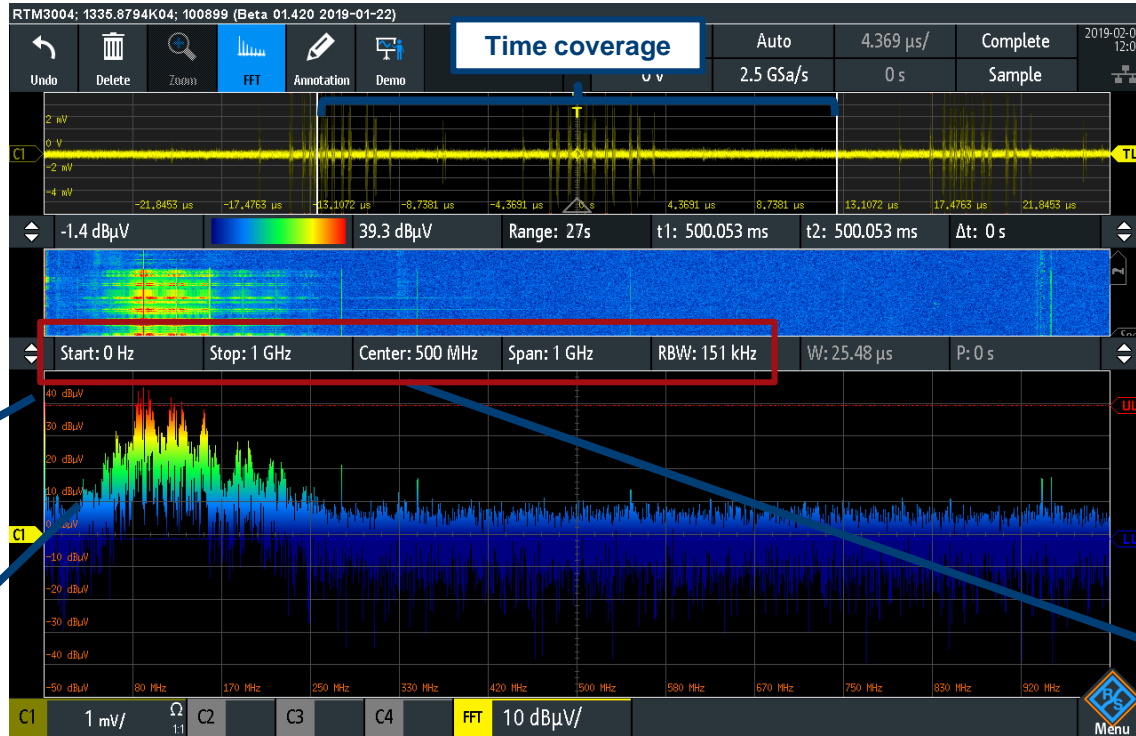 RTM3004; 1335.8794K04; 100899 (Beta 01.420 2019-01-22)
Undo Delete Zoom FFT Annotation Demo
Time coverage
Auto 4.369 µs/ Complete
0 V 2.5 GSa/s 0 s Sample
2019-02-0
12:0
T
2 mV
0 V
C1 TL
-2 mV
-4 mV
-21,8453 µs -17,4763 µs -13,1072 µs -8,7381 µs -4,3691 µs 0 s 4,3691 µs 8,7381 µs 13,1072 µs 17,4763 µs 21,8453 µs
-1.4 dBµV 39.3 dBµV Range: 27s t1: 500.053 ms t2: 500.053 ms Δt: 0 s
Start: 0 Hz Stop: 1 GHz Center: 500 MHz Span: 1 GHz RBW: 151 kHz W: 25.48 µs P: 0 s
40 dBµV
UL
30 dBµV
20 dBµV
10 dBµV
0 dBµV
C1 LL
-10 dBµV
-20 dBµV
-30 dBµV
-40 dBµV
-50 dBµV 80 MHz 170 MHz 250 MHz 330 MHz 420 MHz 500 MHz 580 MHz 670 MHz 750 MHz 830 MHz 920 MHz
R/S
C1 1 mV/ Ω 1:1 C2 C3 C4 FFT 10 dBµV/ Menu